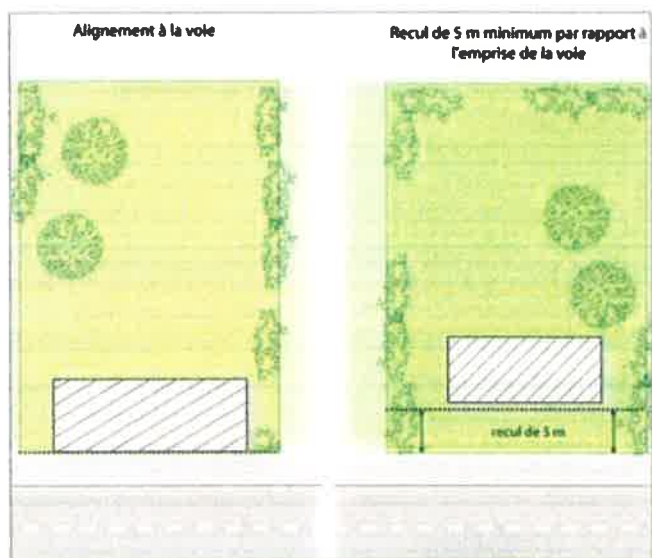 Alignement à la voie
Recul de 5 m minimum par rapport à
l'emprise de la voie
recul de 5 m